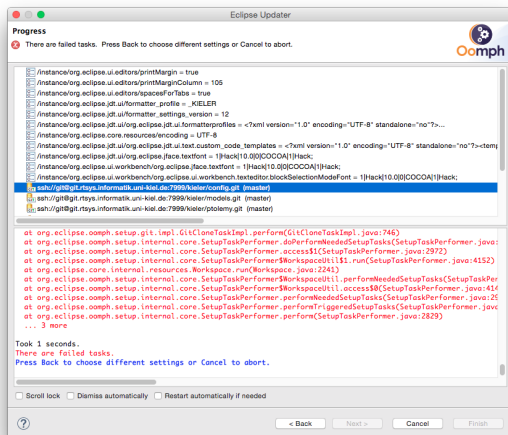 Eclipse Updater
Progress
There are failed tasks. Press Back to choose different settings or Cancel to abort.
Oomph
/instance/org.eclipse.ui.editors/printMargin = true
/instance/org.eclipse.ui.editors/printMarginColumn = 105
/instance/org.eclipse.ui.editors/spacesForTabs = true
/instance/org.eclipse.jdt.ui/formatter_profile = _KIELER
/instance/org.eclipse.jdt.ui/formatter_settings_version = 12
/instance/org.eclipse.jdt.ui/org.eclipse.jdt.ui.formatterprofiles = <?xml version="1.0" encoding="UTF-8" standalone="no"?>...
/instance/org.eclipse.core.resources/encoding = UTF-8
/instance/org.eclipse.jdt.ui/org.eclipse.jdt.ui.text.custom_code_templates = <?xml version="1.0" encoding="UTF-8" standalone="no"?><temp
/instance/org.eclipse.jdt.ui/org.eclipse.jface.textfont = 1|Hack|10.0|0|COCOA|1|Hack;
/instance/org.eclipse.ui.workbench/org.eclipse.jface.textfont = 1|Hack|10.0|0|COCOA|1|Hack;
/instance/org.eclipse.ui.workbench/org.eclipse.ui.workbench.texteditor.blockSelectionModeFont = 1|Hack|10.0|0|COCOA|1|Hack;
ssh://git@git.rtsys.informatik.uni-kiel.de:7999/kieler/config.git (master)
ssh://git@git.rtsys.informatik.uni-kiel.de:7999/kieler/models.git (master)
ssh://git@git.rtsys.informatik.uni-kiel.de:7999/kieler/ptolemy.git (master)
at org.eclipse.oomph.setup.git.impl.GitCloneTaskImpl.perform(GitCloneTaskImpl.java:746)
at org.eclipse.oomph.setup.internal.core.SetupTaskPerformer.doPerformNeededSetupTasks(SetupTaskPerformer.java:
at org.eclipse.oomph.setup.internal.core.SetupTaskPerformer.access$1(SetupTaskPerformer.java:2972)
at org.eclipse.oomph.setup.internal.core.SetupTaskPerformer$WorkspaceUtil$1.run(SetupTaskPerformer.java:4152)
at org.eclipse.core.internal.resources.Workspace.run(Workspace.java:2241)
at org.eclipse.oomph.setup.internal.core.SetupTaskPerformer$WorkspaceUtil.performNeededSetupTasks(SetupTaskPer
at org.eclipse.oomph.setup.internal.core.SetupTaskPerformer$WorkspaceUtil.access$0(SetupTaskPerformer.java:414
at org.eclipse.oomph.setup.internal.core.SetupTaskPerformer.performNeededSetupTasks(SetupTaskPerformer.java:29
at org.eclipse.oomph.setup.internal.core.SetupTaskPerformer.performTriggeredSetupTasks(SetupTaskPerformer.java
at org.eclipse.oomph.setup.internal.core.SetupTaskPerformer.perform(SetupTaskPerformer.java:2829)
... 3 more
Took 1 seconds.
There are failed tasks.
Press Back to choose different settings or Cancel to abort.
Scroll lock Dismiss automatically Restart automatically if needed
? < Back Next > Cancel Finish